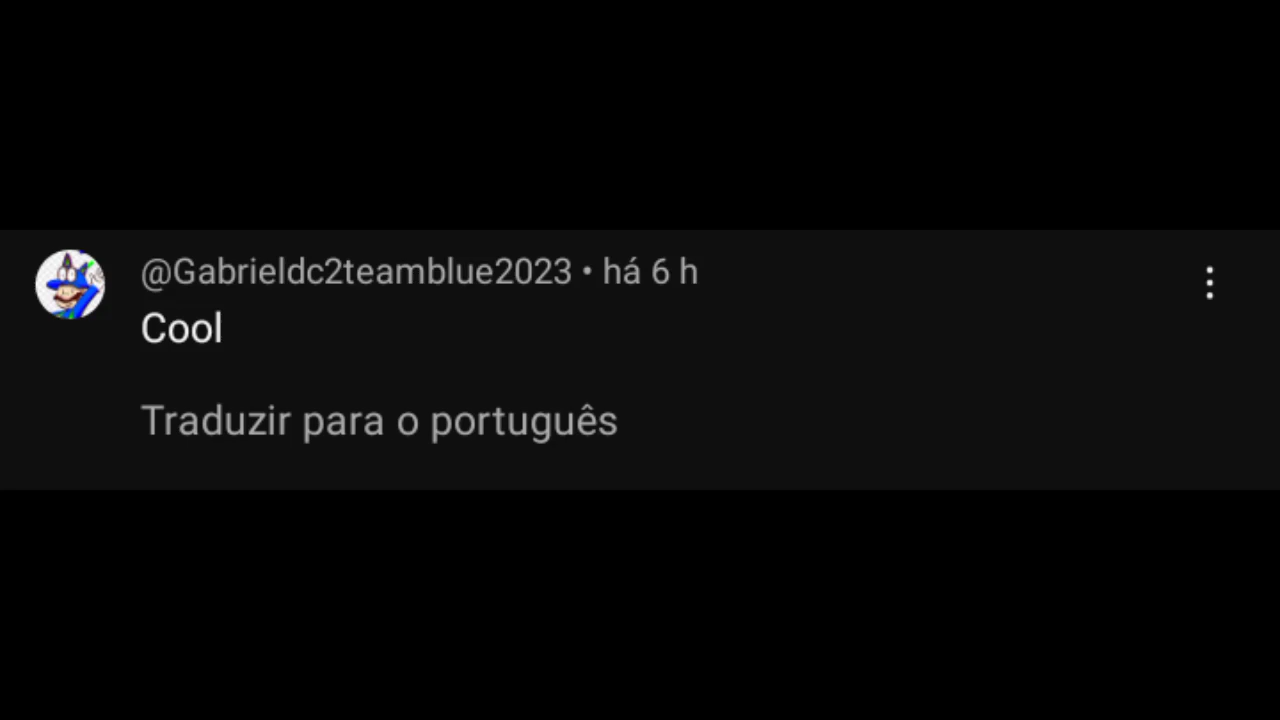 @Gabrieldc2teamblue2023 • há 6 h
Cool
Traduzir para o português